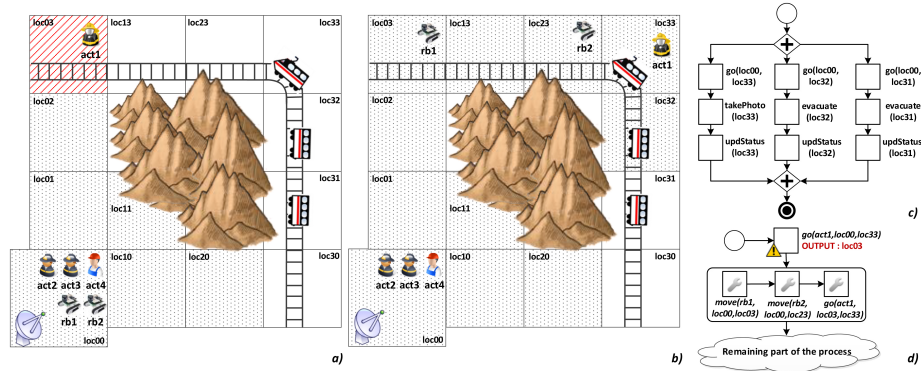 loc03
loc13
loc23
loc33
act1
loc02
loc32
loc01
loc31
loc11
loc10
loc20
loc30
act2 act3 act4
rb1 rb2
loc00
a)
loc03
loc13
loc23
loc33
rb1
rb2
act1
loc02
loc32
loc01
loc31
loc11
loc10
loc20
loc30
act2 act3 act4
loc00
b)
go(loc00,
loc33)
go(loc00,
loc32)
go(loc00,
loc31)
takePhoto
(loc33)
evacuate
(loc32)
evacuate
(loc31)
updStatus
(loc33)
updStatus
(loc32)
updStatus
(loc31)
c)
go(act1,loc00,loc33)
OUTPUT : loc03
move(rb1,
loc00,loc03)
move(rb2,
loc00,loc23)
go(act1,
loc03,loc33)
Remaining part of the process
d)